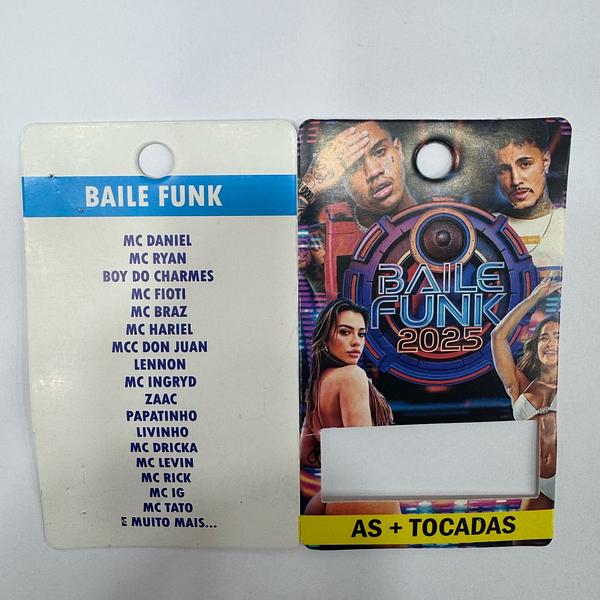 BAILE FUNK
MC DANIEL
MC RYAN
BOY DO CHARMES
MC FIOTI
MC BRAZ
MC HARIEL
MCC DON JUAN
LENNON
MC INGRYD
ZAAC
PAPATINHO
LIVINHO
MC DRICKA
MC LEVIN
MC RICK
MC IG
MC TATO
E MUITO MAIS...
BAILE
FUNK
2025
AS + TOCADAS